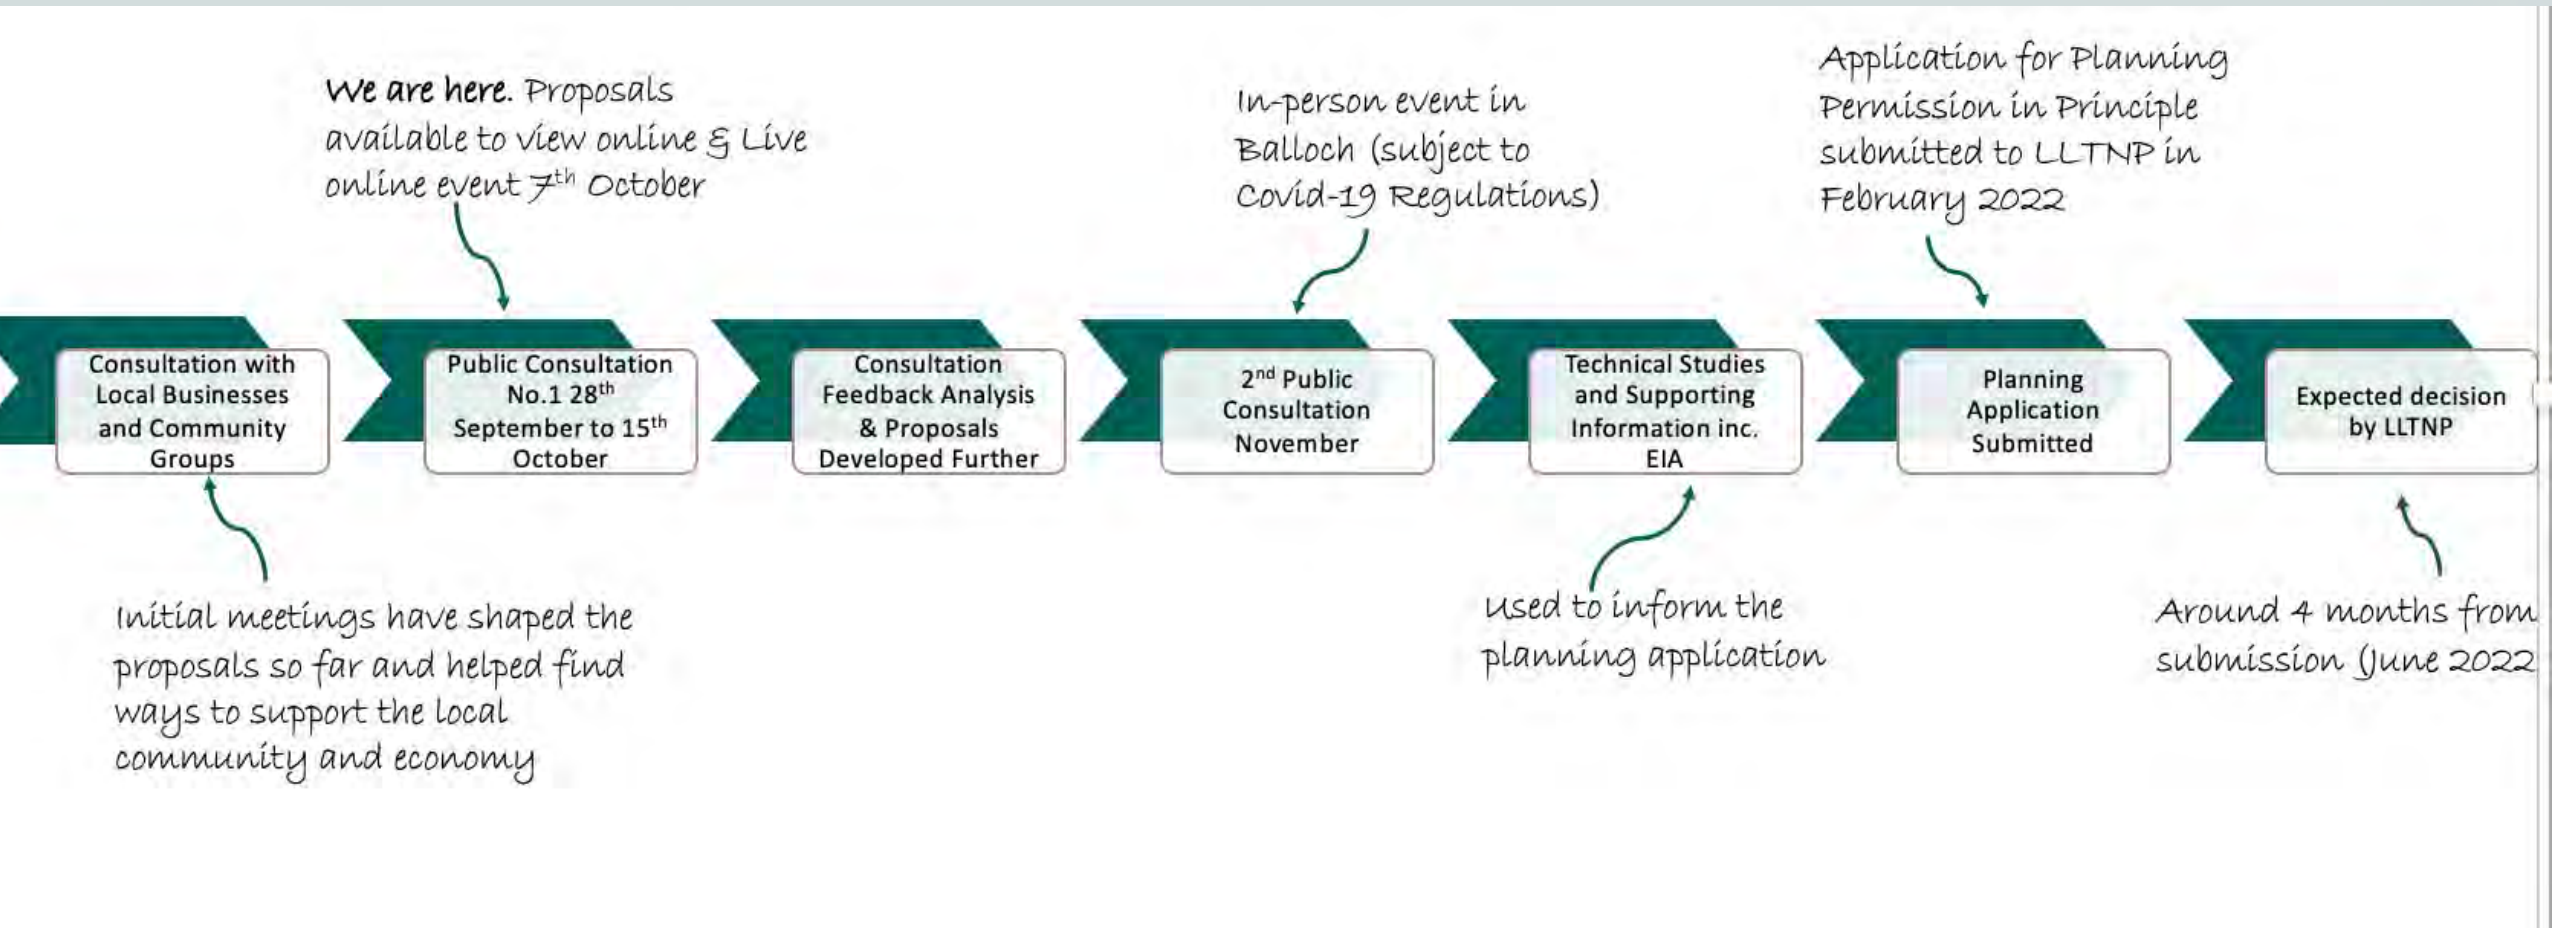 We are here. Proposals
available to view online & Live
online event 7th October
In-person event in
Balloch (subject to
Covid-19 Regulations)
Application for Planning
Permission in Principle
submitted to LLTNP in
February 2022
Consultation with
Local Businesses
and Community
Groups
Public Consultation
No.1 28th
September to 15th
October
Consultation
Feedback Analysis
& Proposals
Developed Further
2nd Public
Consultation
November
Technical Studies
and Supporting
Information inc.
EIA
Planning
Application
Submitted
Expected decision
by LLTNP
Initial meetings have shaped the
proposals so far and helped find
ways to support the local
community and economy
Used to inform the
planning application
Around 4 months from
submission (June 2022